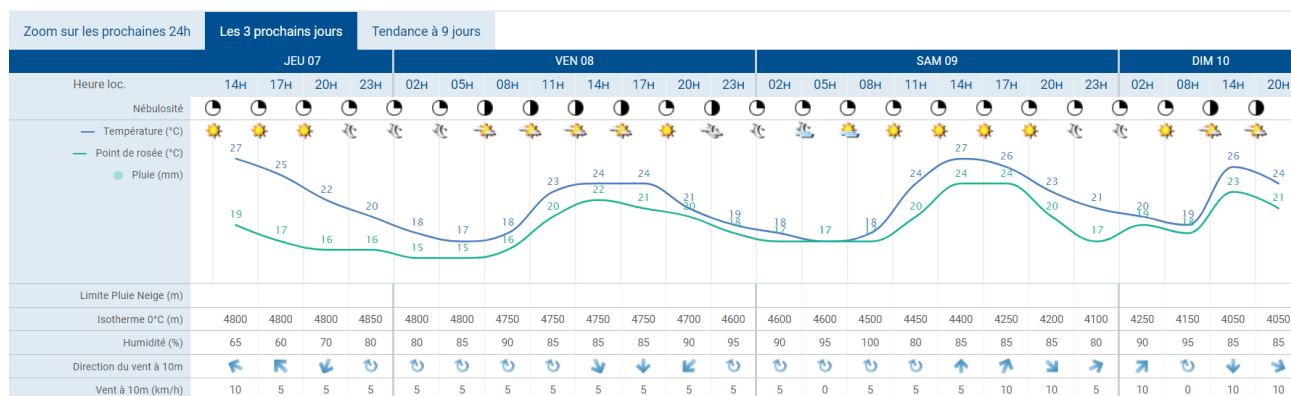 Zoom sur les prochaines 24h Les 3 prochains jours Tendance à 9 jours
JEU 07 VEN 08 SAM 09 DIM 10
Heure loc. 14H 17H 20H 23H 02H 05H 08H 11H 14H 17H 20H 23H 02H 05H 08H 11H 14H 17H 20H 23H 02H 08H 14H 20H
Nébulosité
Température (°C)
Point de rosée (°C)
Pluie (mm)
27 25 22 20 18 17 18 23 24 24 21 19 18 17 18 24 27 26 23 21 20 19 26 24
19 17 16 16 15 15 16 20 22 21 20 18 17 17 17 20 24 24 20 17 19 18 23 21
Limite Pluie Neige (m)
Isotherme 0°C (m) 4800 4800 4800 4850 4800 4800 4750 4750 4750 4750 4700 4600 4600 4600 4500 4450 4400 4250 4200 4100 4250 4150 4050 4050
Humidité (%) 65 60 70 80 80 85 90 85 85 85 90 95 90 95 100 80 85 85 85 80 90 95 85 85
Direction du vent à 10m
Vent à 10m (km/h) 10 5 5 5 5 5 5 5 5 5 5 5 5 0 5 5 5 10 10 5 10 0 10 10